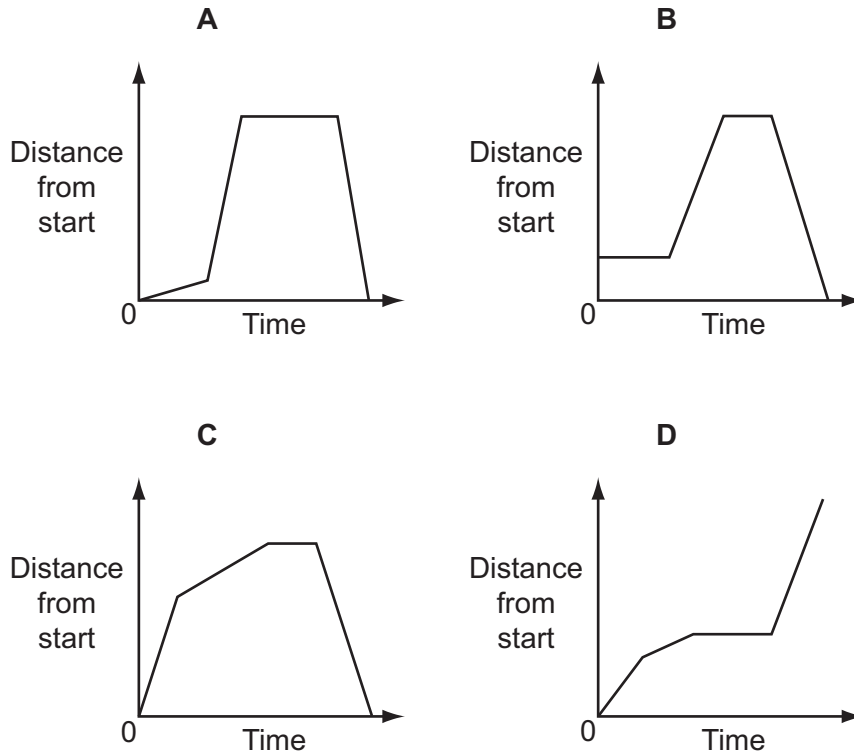 A
B
Distance
from
start
0
Time
Distance
from
start
0
Time
C
D
Distance
from
start
0
Time
Distance
from
start
0
Time